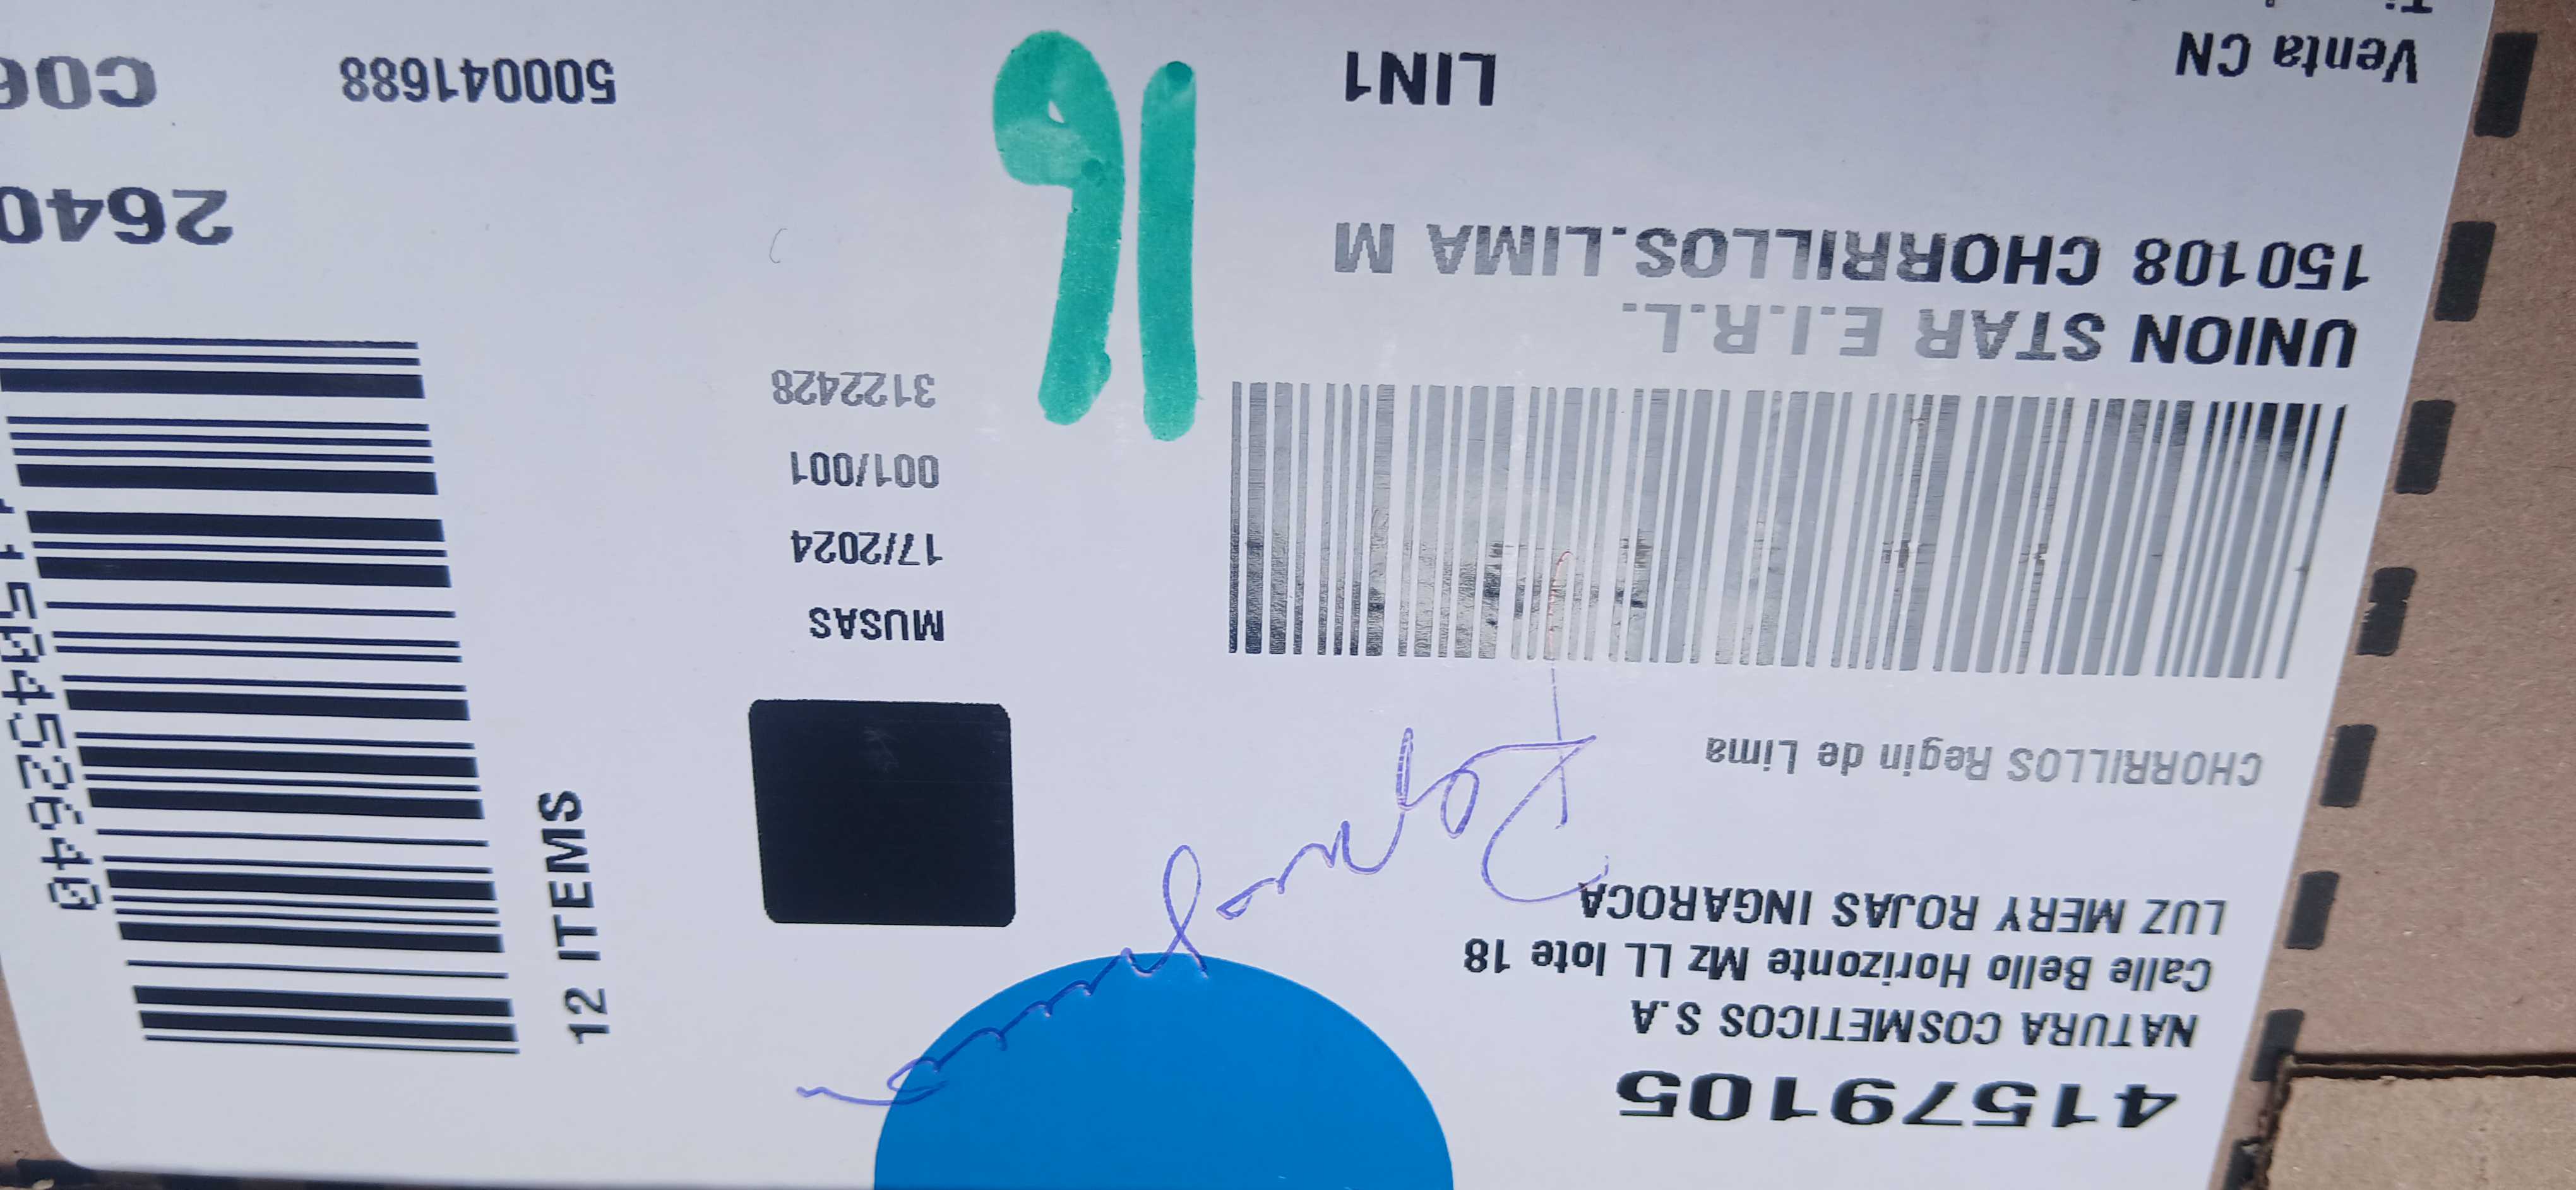 41579105
NATURA COSMETICOS S.A
Calle Bello Horizonte Mz LL lote 18
LUZ MERY ROJAS INGAROCA
CHORRILLOS Regin de Lima
UNION STAR E.I.R.L.
150108 CHORRILLOS.LIMA M
Venta CN
LIN1
MUSAS
17/2024
001/001
3122428
16
12 ITEMS
2640
500041688